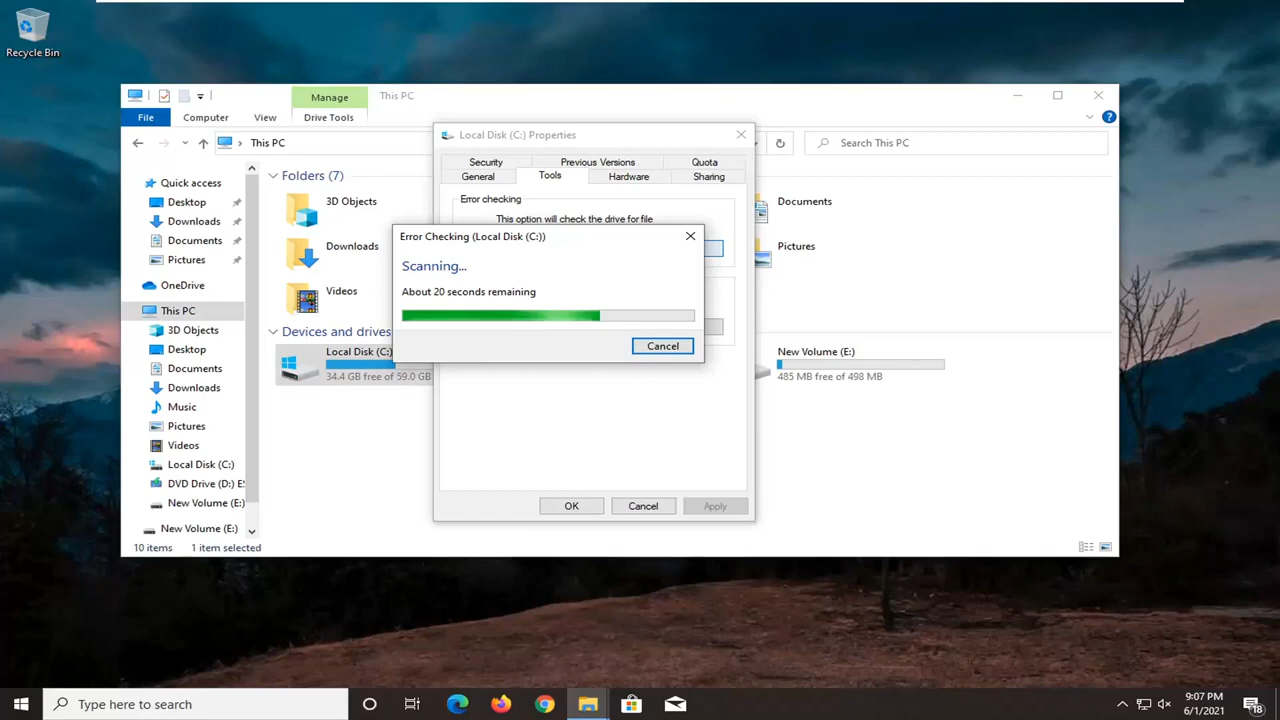 Recycle Bin
Manage
This PC
File
Computer
View
Drive Tools
This PC
Search This PC
Quick access
Desktop
Downloads
Documents
Pictures
OneDrive
This PC
3D Objects
Desktop
Documents
Downloads
Music
Pictures
Videos
Local Disk (C:)
DVD Drive (D:) E
New Volume (E:)
New Volume (E:)
10 items
1 item selected
Folders (7)
3D Objects
Downloads
Videos
Documents
Pictures
Devices and drives
Local Disk (C:)
34.4 GB free of 59.0 GB
New Volume (E:)
485 MB free of 498 MB
Local Disk (C:) Properties
Security
Previous Versions
Quota
General
Tools
Hardware
Sharing
Error checking
This option will check the drive for file
Error Checking (Local Disk (C:))
Scanning...
About 20 seconds remaining
Cancel
OK
Cancel
Apply
Type here to search
9:07 PM
6/1/2021
18